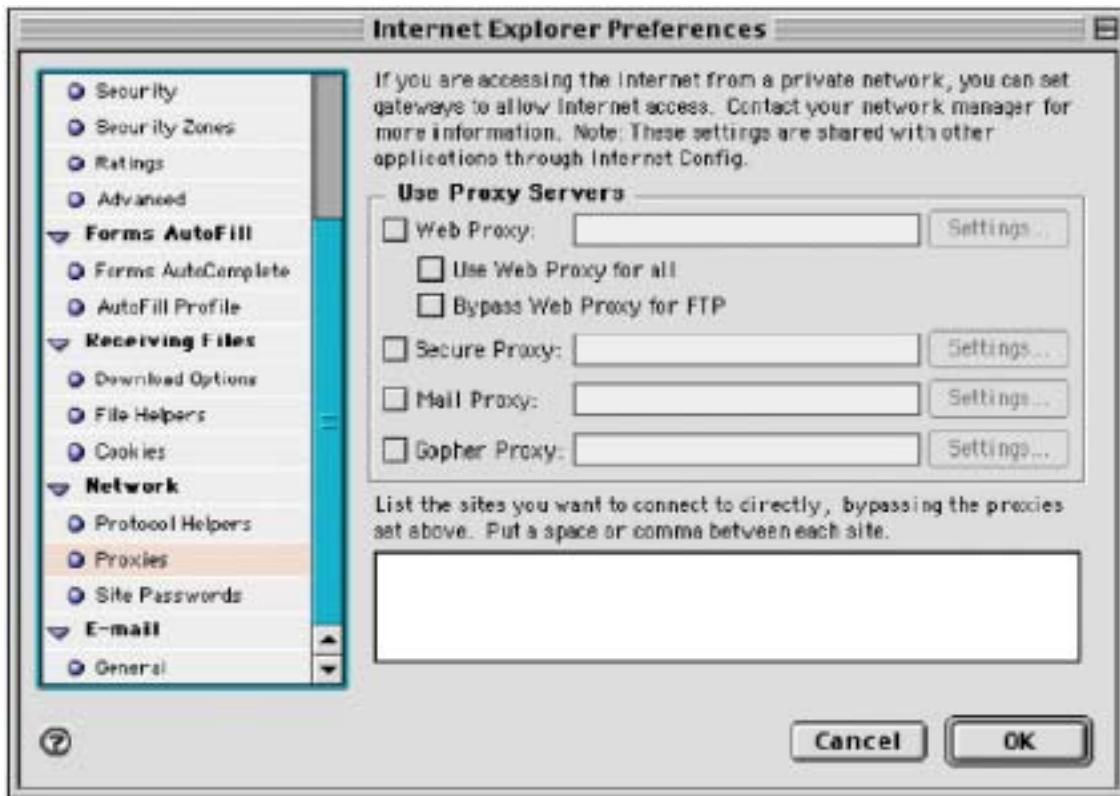 Internet Explorer Preferences
Security
Security Zones
Ratings
Advanced
Forms AutoFill
Forms AutoComplete
AutoFill Profile
Receiving Files
Download Options
File Helpers
Cookies
Network
Protocol Helpers
Proxies
Site Passwords
E-mail
General
If you are accessing the Internet from a private network, you can set
gateways to allow Internet access. Contact your network manager for
more information. Note: These settings are shared with other
applications through Internet Config.
Use Proxy Servers
Web Proxy: Settings...
Use Web Proxy for all
Bypass Web Proxy for FTP
Secure Proxy: Settings...
Mail Proxy: Settings...
Gopher Proxy: Settings...
List the sites you want to connect to directly, bypassing the proxies
set above. Put a space or comma between each site.
?
Cancel
OK